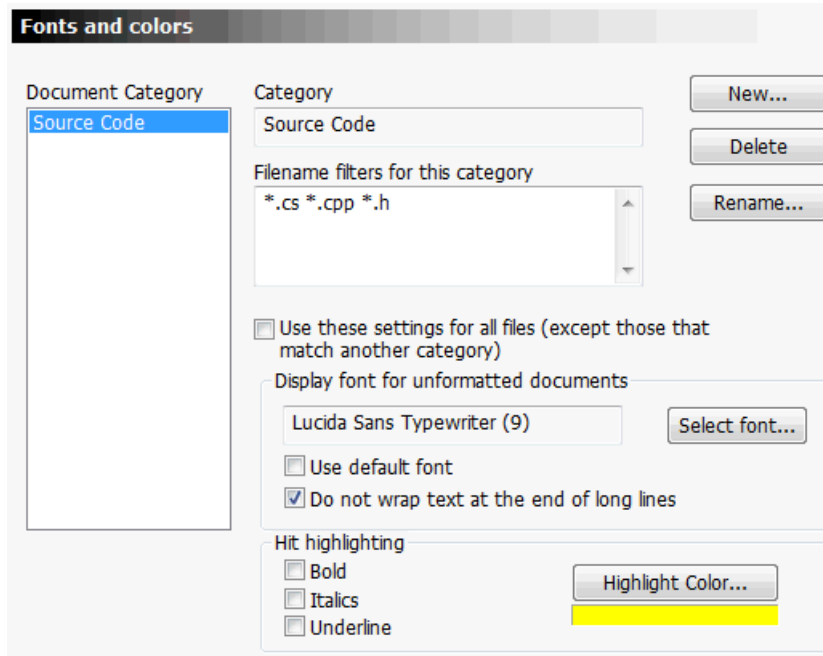 Fonts and colors
Document Category
Source Code
Category
Source Code
Filename filters for this category
*.cs *.cpp *.h
Use these settings for all files (except those that
match another category)
Display font for unformatted documents
Lucida Sans Typewriter (9)
Select font...
Use default font
Do not wrap text at the end of long lines
Hit highlighting
Bold
Italics
Underline
Highlight Color...
New...
Delete
Rename...